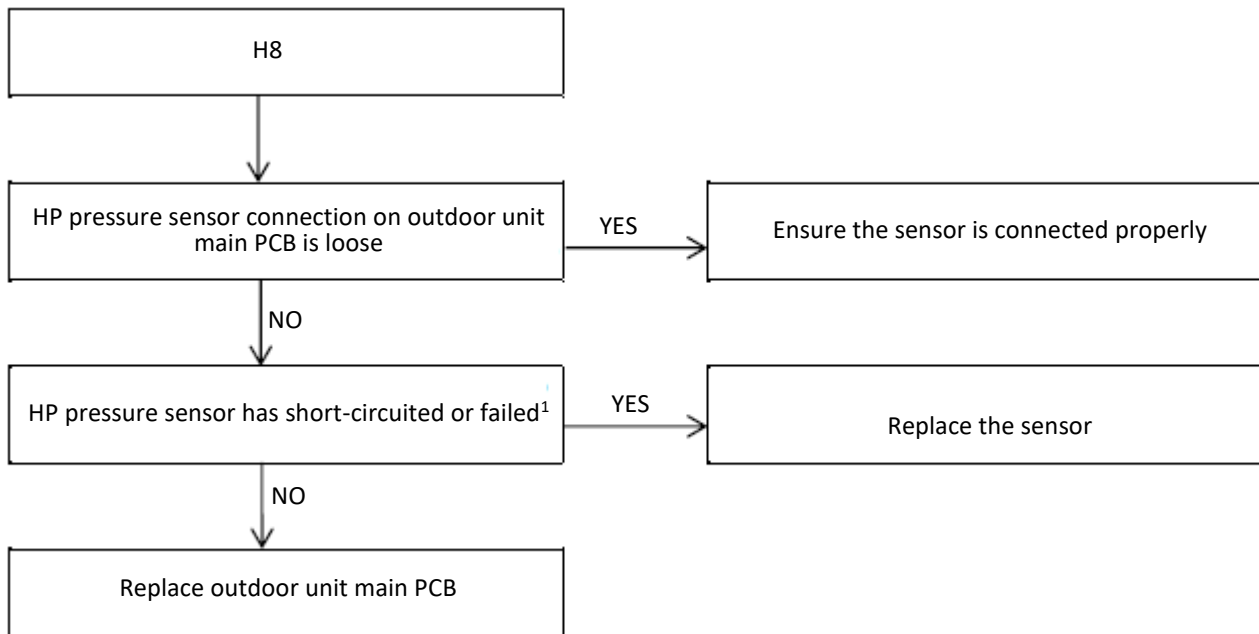 H8
HP pressure sensor connection on outdoor unit
main PCB is loose
YES
Ensure the sensor is connected properly
NO
HP pressure sensor has short-circuited or failed1
YES
Replace the sensor
NO
Replace outdoor unit main PCB